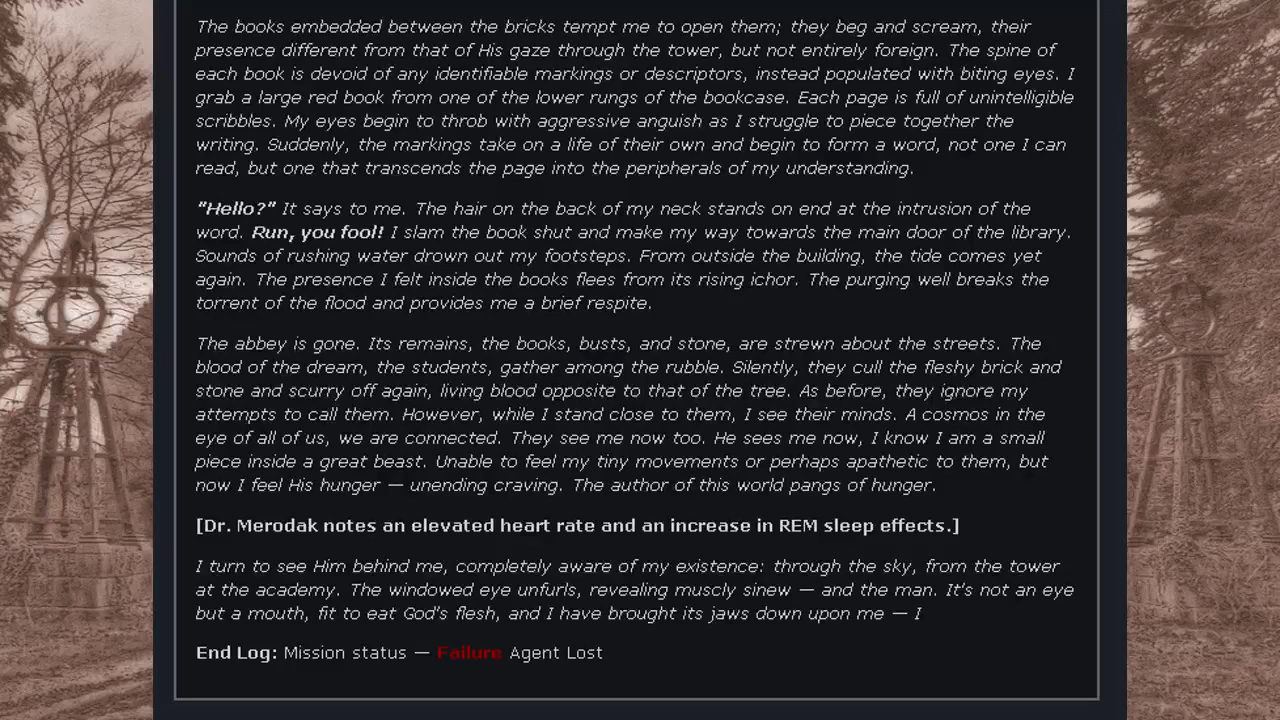 The books embedded between the bricks tempt me to open them; they beg and scream, their
presence different from that of His gaze through the tower, but not entirely foreign. The spine of
each book is devoid of any identifiable markings or descriptors, instead populated with biting eyes. I
grab a large red book from one of the lower rungs of the bookcase. Each page is full of unintelligible
scribbles. My eyes begin to throb with aggressive anguish as I struggle to piece together the
writing. Suddenly, the markings take on a life of their own and begin to form a word, not one I can
read, but one that transcends the page into the peripherals of my understanding.
"Hello?" It says to me. The hair on the back of my neck stands on end at the intrusion of the
word. Run, you fool! I slam the book shut and make my way towards the main door of the library.
Sounds of rushing water drown out my footsteps. From outside the building, the tide comes yet
again. The presence I felt inside the books flees from its rising ichor. The purging well breaks the
torrent of the flood and provides me a brief respite.
The abbey is gone. Its remains, the books, busts, and stone, are strewn about the streets. The
blood of the dream, the students, gather among the rubble. Silently, they cull the fleshy brick and
stone and scurry off again, living blood opposite to that of the tree. As before, they ignore my
attempts to call them. However, while I stand close to them, I see their minds. A cosmos in the
eye of all of us, we are connected. They see me now too. He sees me now, I know I am a small
piece inside a great beast. Unable to feel my tiny movements or perhaps apathetic to them, but
now I feel His hunger — unending craving. The author of this world pangs of hunger.
[Dr. Merodak notes an elevated heart rate and an increase in REM sleep effects.]
I turn to see Him behind me, completely aware of my existence: through the sky, from the tower
at the academy. The windowed eye unfurls, revealing muscly sinew — and the man. It's not an eye
but a mouth, fit to eat God's flesh, and I have brought its jaws down upon me — I
End Log: Mission status — Failure Agent Lost